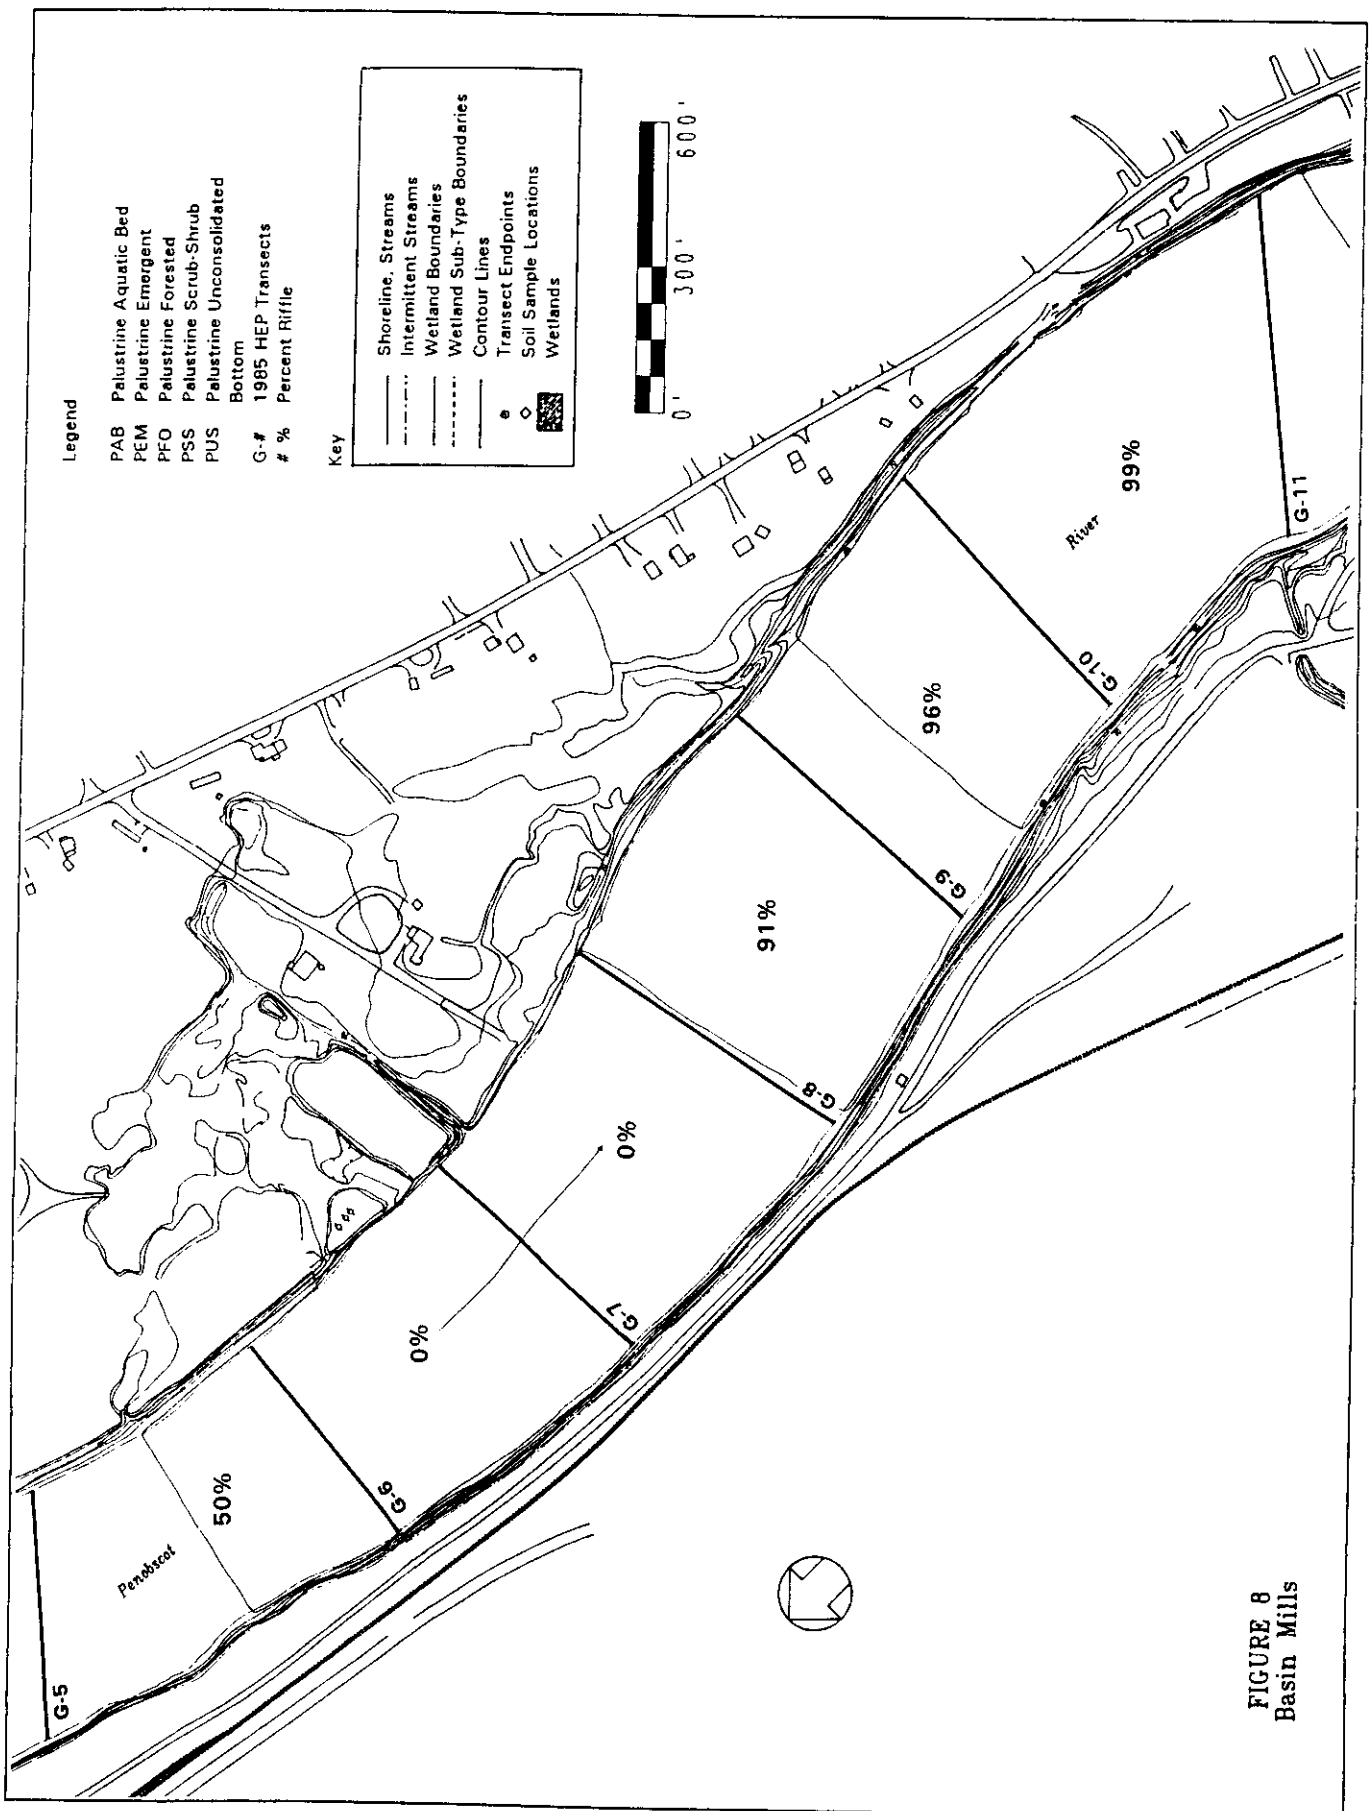 Legend
PAB Palustrine Aquatic Bed
PEM Palustrine Emergent
PFO Palustrine Forested
PSS Palustrine Scrub-Shrub
PUS Palustrine Unconsolidated
Bottom
G-# 1985 HEP Transects
# % Percent Riffle
Key
Shoreline, Streams
Intermittent Streams
Wetland Boundaries
Wetland Sub-Type Boundaries
Contour Lines
Transect Endpoints
Soil Sample Locations
Wetlands
0' 300' 600'
G-5
Penobscot
50%
G-6
0%
G-7
0%
G-8
91%
G-9
96%
G-10
River
99%
G-11
FIGURE 8
Basin Mills